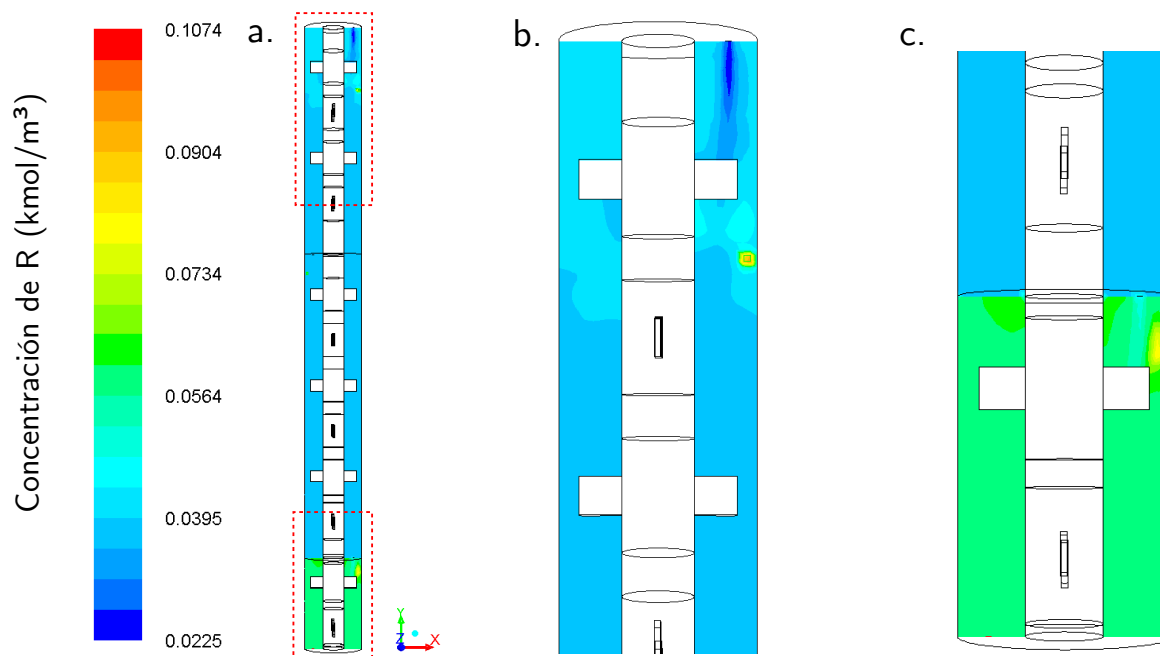 Concentración de R (kmol/m³)
0.1074
0.0904
0.0734
0.0564
0.0395
0.0225
a.
b.
c.
Y
Z
X